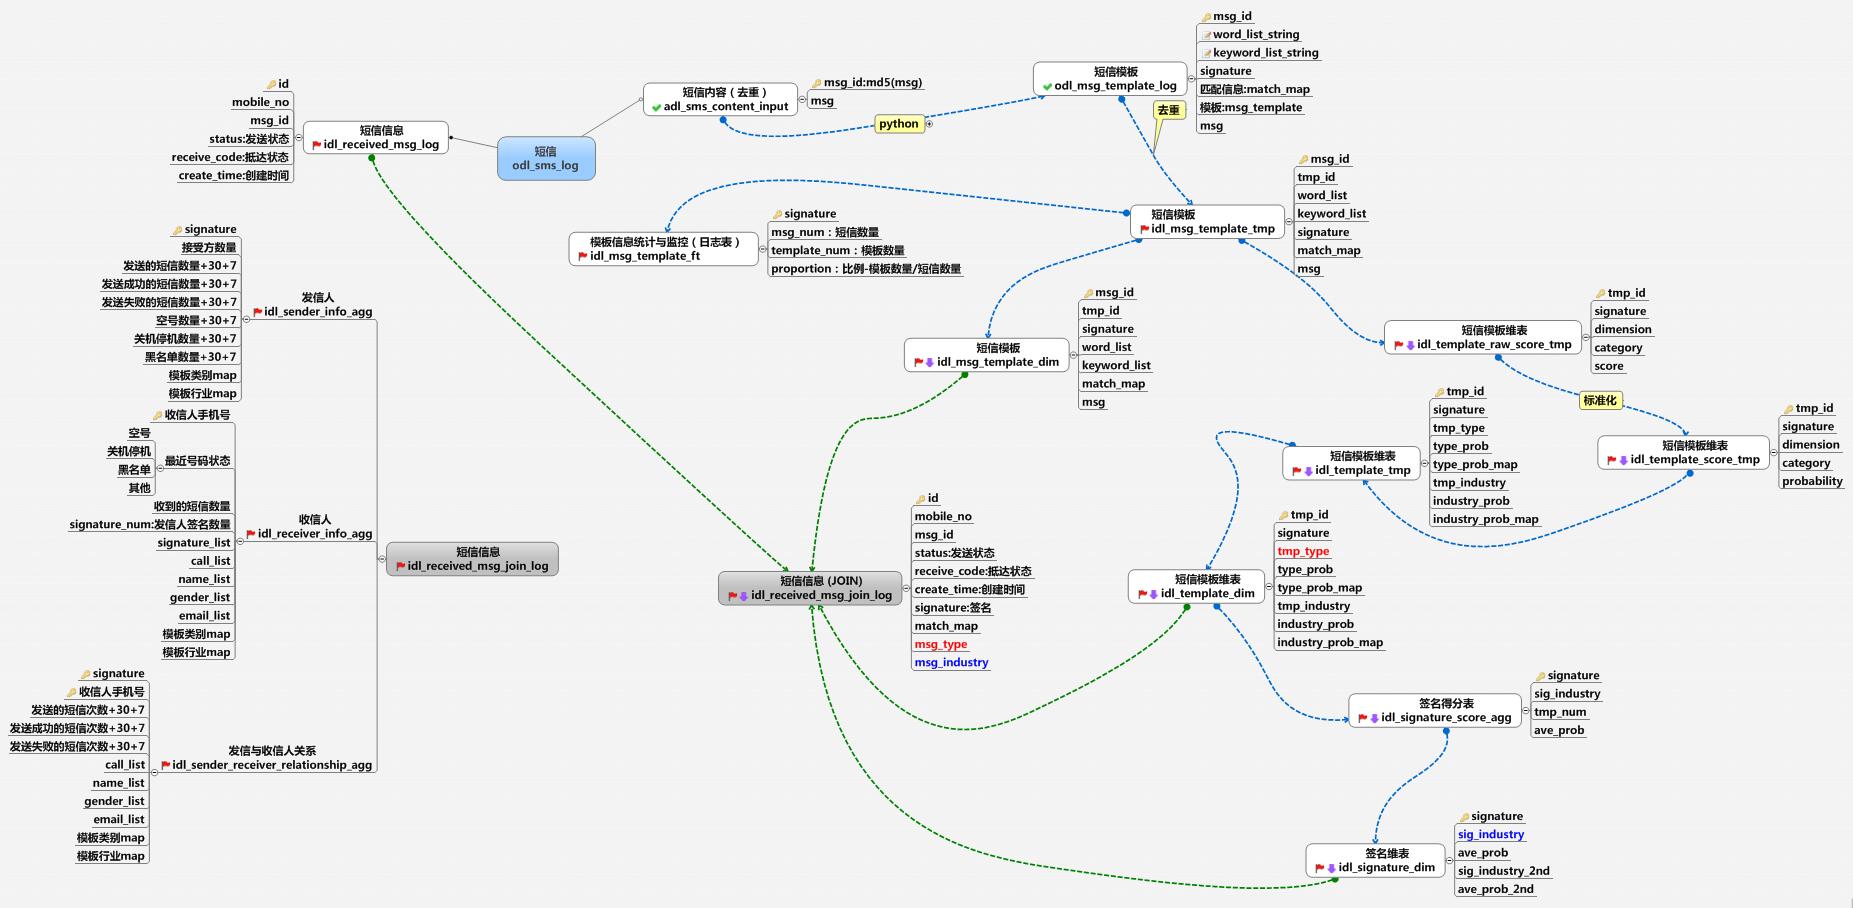 id
mobile_no
msg_id
status:发送状态
receive_code:抵达状态
create_time:创建时间
短信信息
idl_received_msg_log
短信
odl_sms_log
短信内容（去重）
adl_sms_content_input
msg_id:md5(msg)
msg
python
短信模板
odl_msg_template_log
msg_id
word_list_string
keyword_list_string
signature
匹配信息:match_map
模板:msg_template
msg
去重
短信模板
idl_msg_template_tmp
msg_id
tmp_id
word_list
keyword_list
signature
match_map
msg
模板信息统计与监控（日志表）
idl_msg_template_ft
signature
msg_num：短信数量
template_num：模板数量
proportion：比例-模板数量/短信数量
短信模板
idl_msg_template_dim
msg_id
tmp_id
signature
word_list
keyword_list
match_map
msg
短信模板维表
idl_template_raw_score_tmp
tmp_id
signature
dimension
category
score
标准化
短信模板维表
idl_template_score_tmp
tmp_id
signature
dimension
category
probability
短信模板维表
idl_template_tmp
tmp_id
signature
tmp_type
type_prob
type_prob_map
tmp_industry
industry_prob
industry_prob_map
短信模板维表
idl_template_dim
tmp_id
signature
tmp_type
type_prob
type_prob_map
tmp_industry
industry_prob
industry_prob_map
签名得分表
idl_signature_score_agg
signature
sig_industry
tmp_num
ave_prob
签名维表
idl_signature_dim
signature
sig_industry
ave_prob
sig_industry_2nd
ave_prob_2nd
短信信息 (JOIN)
idl_received_msg_join_log
id
mobile_no
msg_id
status:发送状态
receive_code:抵达状态
create_time:创建时间
signature:签名
match_map
msg_type
msg_industry
短信信息
idl_received_msg_join_log
发信人
idl_sender_info_agg
signature
接受方数量
发送的短信数量+30+7
发送成功的短信数量+30+7
发送失败的短信数量+30+7
空号数量+30+7
关机停机数量+30+7
黑名单数量+30+7
模板类别map
模板行业map
收信人
idl_receiver_info_agg
收信人手机号
最近号码状态
空号
关机停机
黑名单
其他
收到的短信数量
signature_num:发信人签名数量
signature_list
call_list
name_list
gender_list
email_list
模板类别map
模板行业map
发信与收信人关系
idl_sender_receiver_relationship_agg
signature
收信人手机号
发送的短信次数+30+7
发送成功的短信次数+30+7
发送失败的短信次数+30+7
call_list
name_list
gender_list
email_list
模板类别map
模板行业map